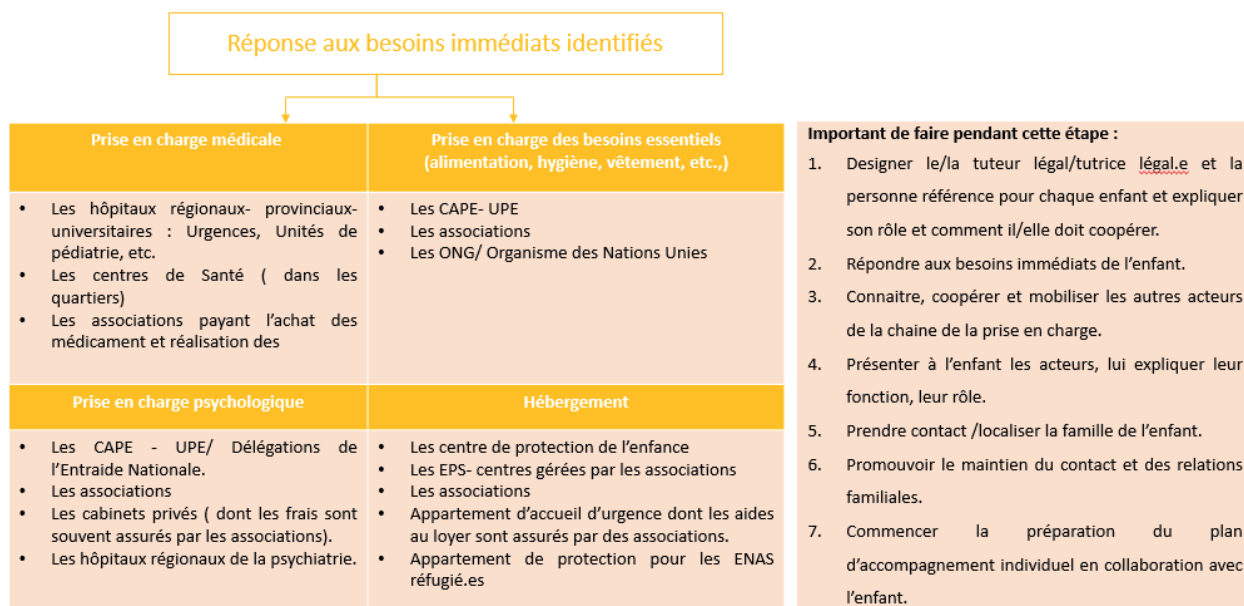 Réponse aux besoins immédiats identifiés
Prise en charge médicale
• Les hôpitaux régionaux- provinciaux-
universitaires : Urgences, Unités de
pédiatrie, etc.
• Les centres de Santé ( dans les
quartiers)
• Les associations payant l’achat des
médicament et réalisation des
Prise en charge des besoins essentiels
(alimentation, hygiène, vêtement, etc.,)
• Les CAPE- UPE
• Les associations
• Les ONG/ Organisme des Nations Unies
Prise en charge psychologique
• Les CAPE - UPE/ Délégations de
l’Entraide Nationale.
• Les associations
• Les cabinets privés ( dont les frais sont
souvent assurés par les associations).
• Les hôpitaux régionaux de la psychiatrie.
Hébergement
• Les centre de protection de l’enfance
• Les EPS- centres gérées par les associations
• Les associations
• Appartement d’accueil d’urgence dont les aides
au loyer sont assurés par des associations.
• Appartement de protection pour les ENAS
réfugié.es
Important de faire pendant cette étape :
1. Designer le/la tuteur légal/tutrice légal.e et la
personne référence pour chaque enfant et expliquer
son rôle et comment il/elle doit coopérer.
2. Répondre aux besoins immédiats de l’enfant.
3. Connaitre, coopérer et mobiliser les autres acteurs
de la chaine de la prise en charge.
4. Présenter à l’enfant les acteurs, lui expliquer leur
fonction, leur rôle.
5. Prendre contact /localiser la famille de l’enfant.
6. Promouvoir le maintien du contact et des relations
familiales.
7. Commencer la préparation du plan
d’accompagnement individuel en collaboration avec
l’enfant.